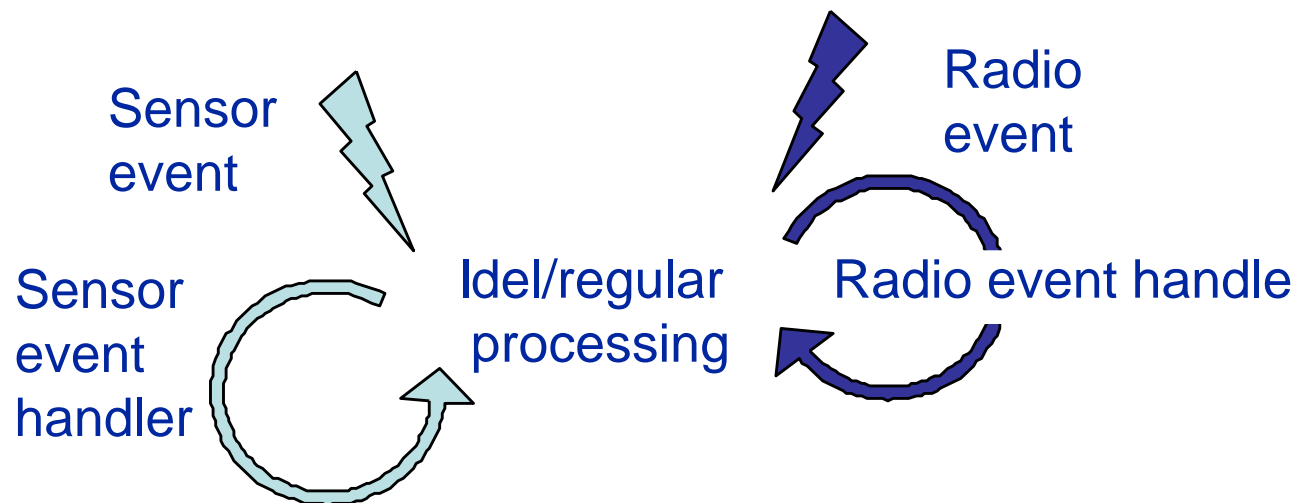 Sensor
event
Radio
event
Sensor
event
handler
Idel/regular
processing
Radio event handle